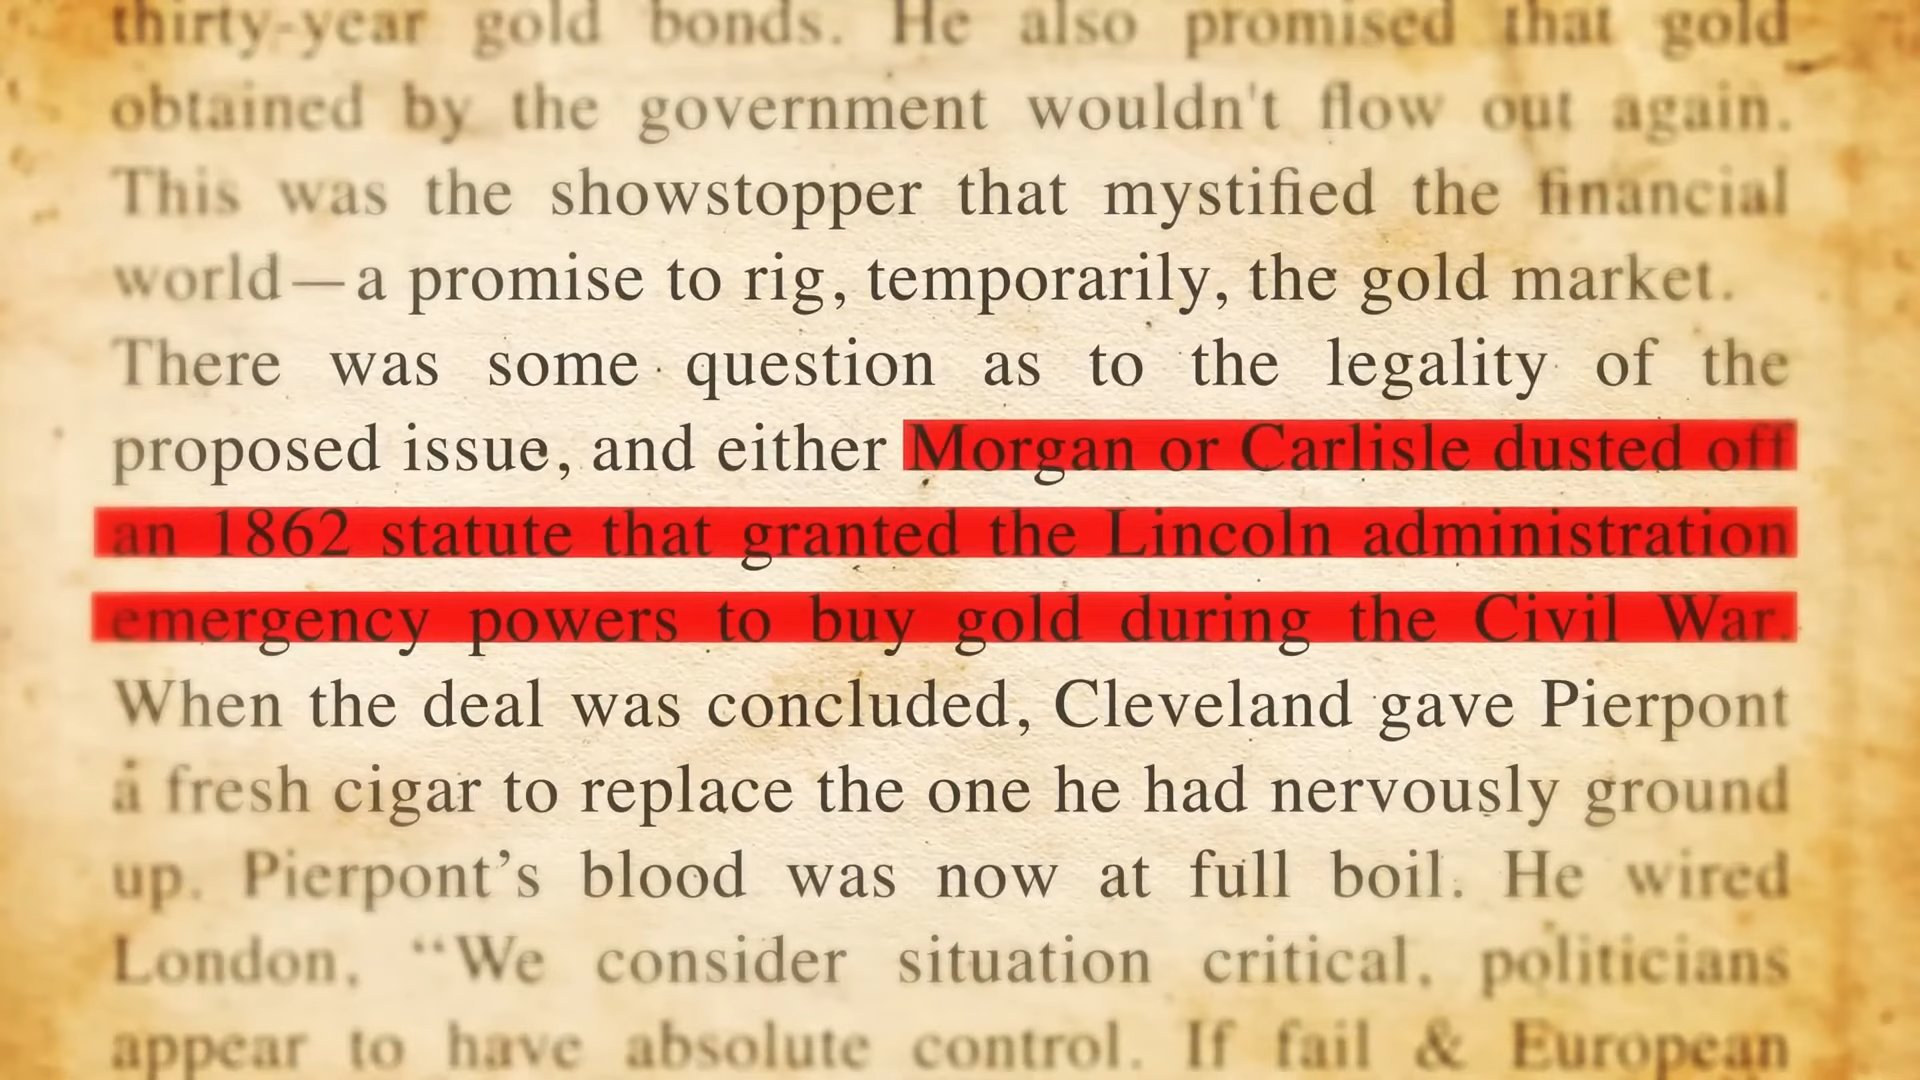 thirty-year gold bonds. He also promised that gold
obtained by the government wouldn't flow out again.
This was the showstopper that mystified the financial
world—a promise to rig, temporarily, the gold market.
There was some question as to the legality of the
proposed issue, and either Morgan or Carlisle dusted off
an 1862 statute that granted the Lincoln administration
emergency powers to buy gold during the Civil War.
When the deal was concluded, Cleveland gave Pierpont
a fresh cigar to replace the one he had nervously ground
up. Pierpont’s blood was now at full boil. He wired
London, “We consider situation critical, politicians
appear to have absolute control. If fail & European